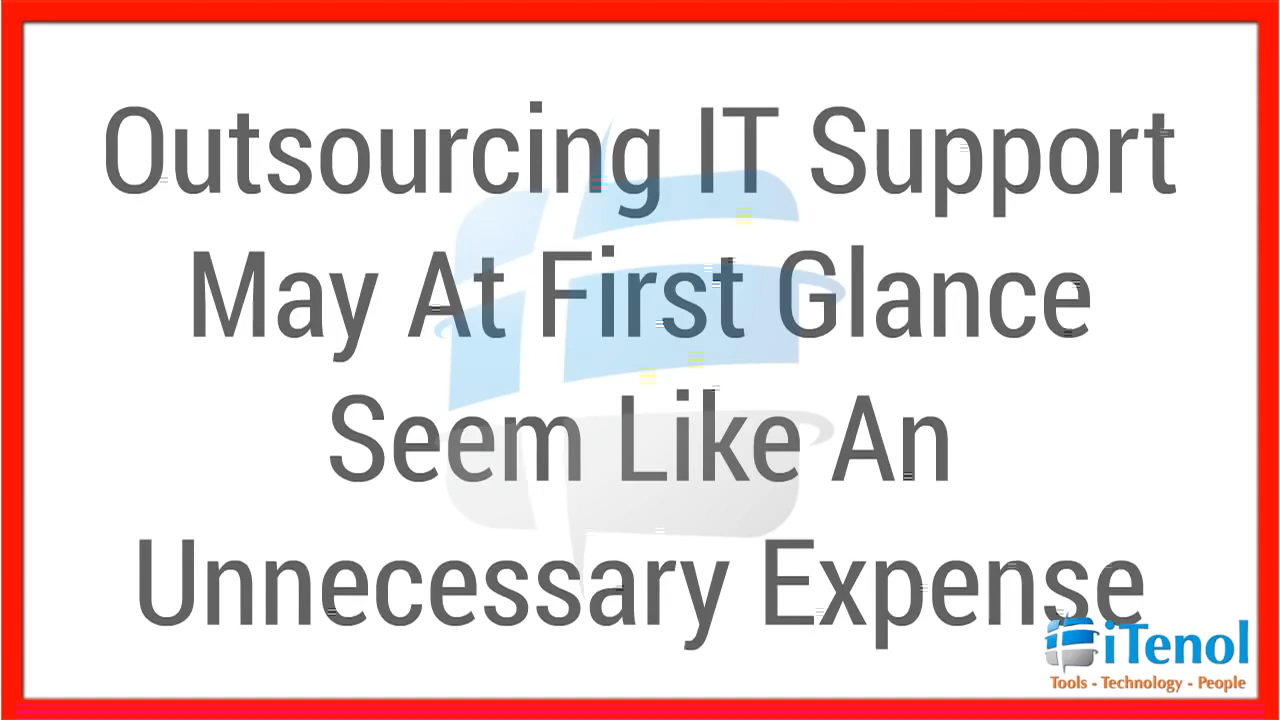 Outsourcing IT Support
May At First Glance
Seem Like An
Unnecessary Expense
iTenol
Tools - Technology - People